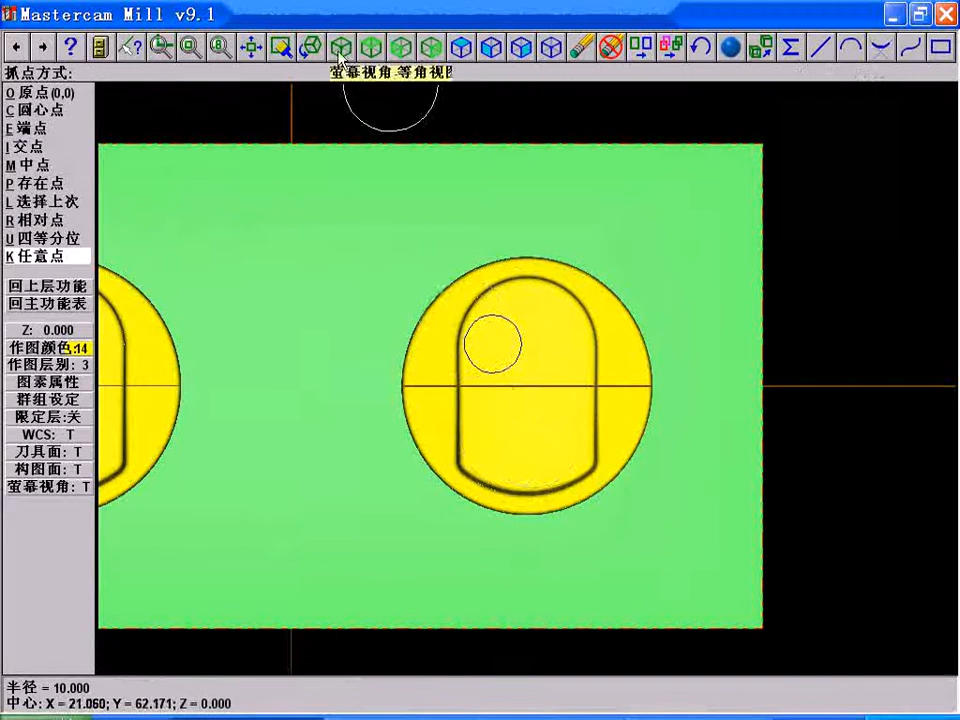 Mastercam Mill v9.1
抓点方式:
萤幕视角-等角视图
O 原点(0,0)
C 圆心点
E 端点
I 交点
M 中点
P 存在点
L 选择上次
R 相对点
U 四等分位
K 任意点
回上层功能
回主功能表
Z: 0.000
作图颜色:14
作图层别: 3
图素属性
群组设定
限定层:关
WCS: T
刀具面: T
构图面: T
萤幕视角: T
半径 = 10.000
中心: X = 21.060; Y = 62.171; Z = 0.000